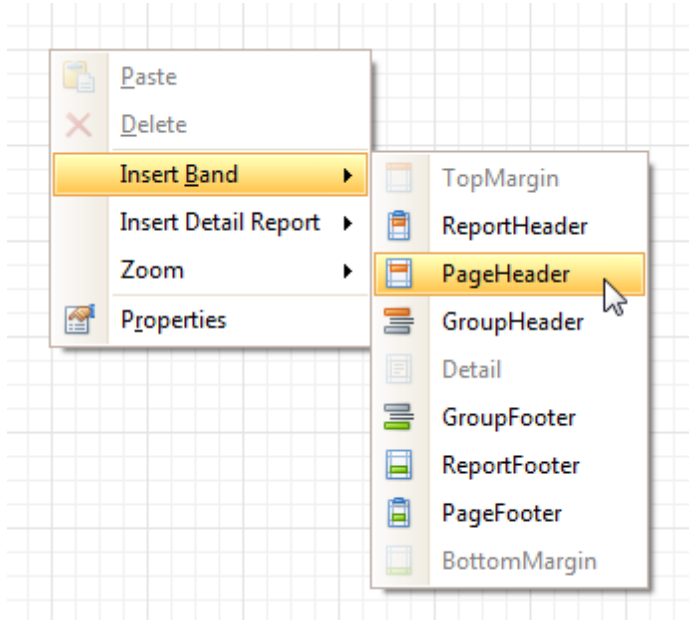 Paste
Delete
Insert Band
Insert Detail Report
Zoom
Properties
TopMargin
ReportHeader
PageHeader
GroupHeader
Detail
GroupFooter
ReportFooter
PageFooter
BottomMargin